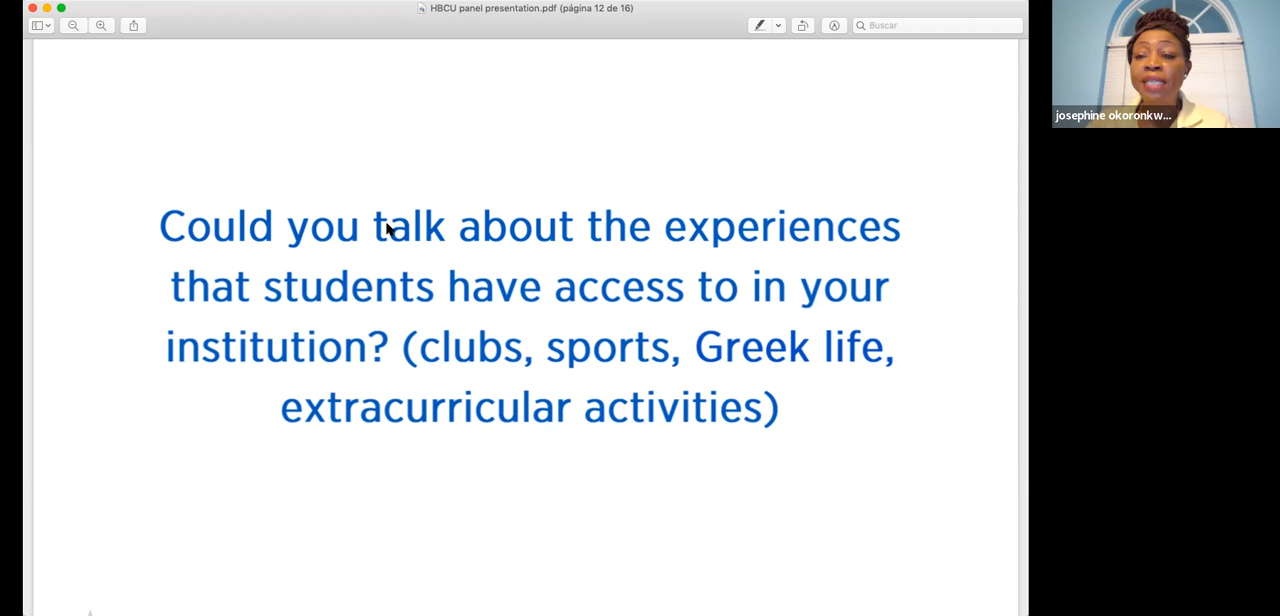 HBCU panel presentation.pdf (página 12 de 16)
Buscar
josephine okoronkw...
Could you talk about the experiences
that students have access to in your
institution? (clubs, sports, Greek life,
extracurricular activities)